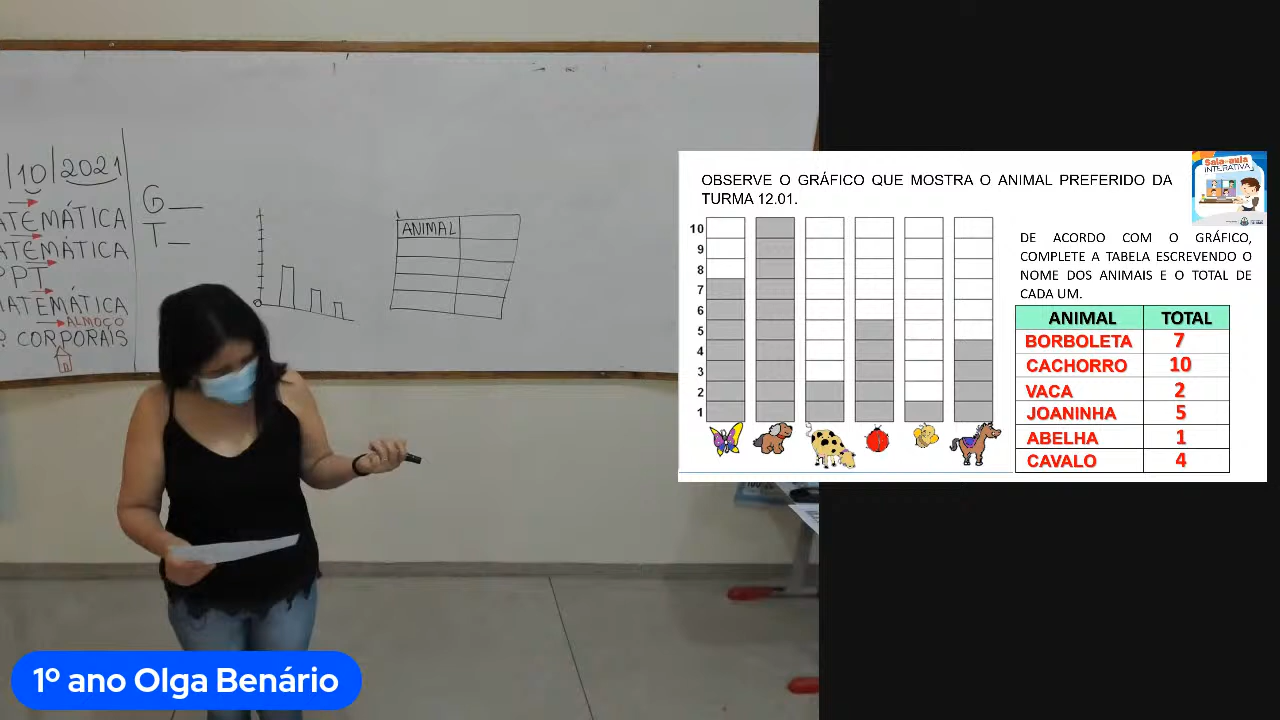 /10/2021
ATEMÁTICA
ATEMÁTICA
PPT
MATEMÁTICA
ALMOÇO
CORPORAIS
G
T
ANIMAL
OBSERVE O GRÁFICO QUE MOSTRA O ANIMAL PREFERIDO DA
TURMA 12.01.
Sala de aula
INTERATIVA
10
9
8
7
6
5
4
3
2
1
DE ACORDO COM O GRÁFICO,
COMPLETE A TABELA ESCREVENDO O
NOME DOS ANIMAIS E O TOTAL DE
CADA UM.
ANIMAL TOTAL
BORBOLETA 7
CACHORRO 10
VACA 2
JOANINHA 5
ABELHA 1
CAVALO 4
1º ano Olga Benário